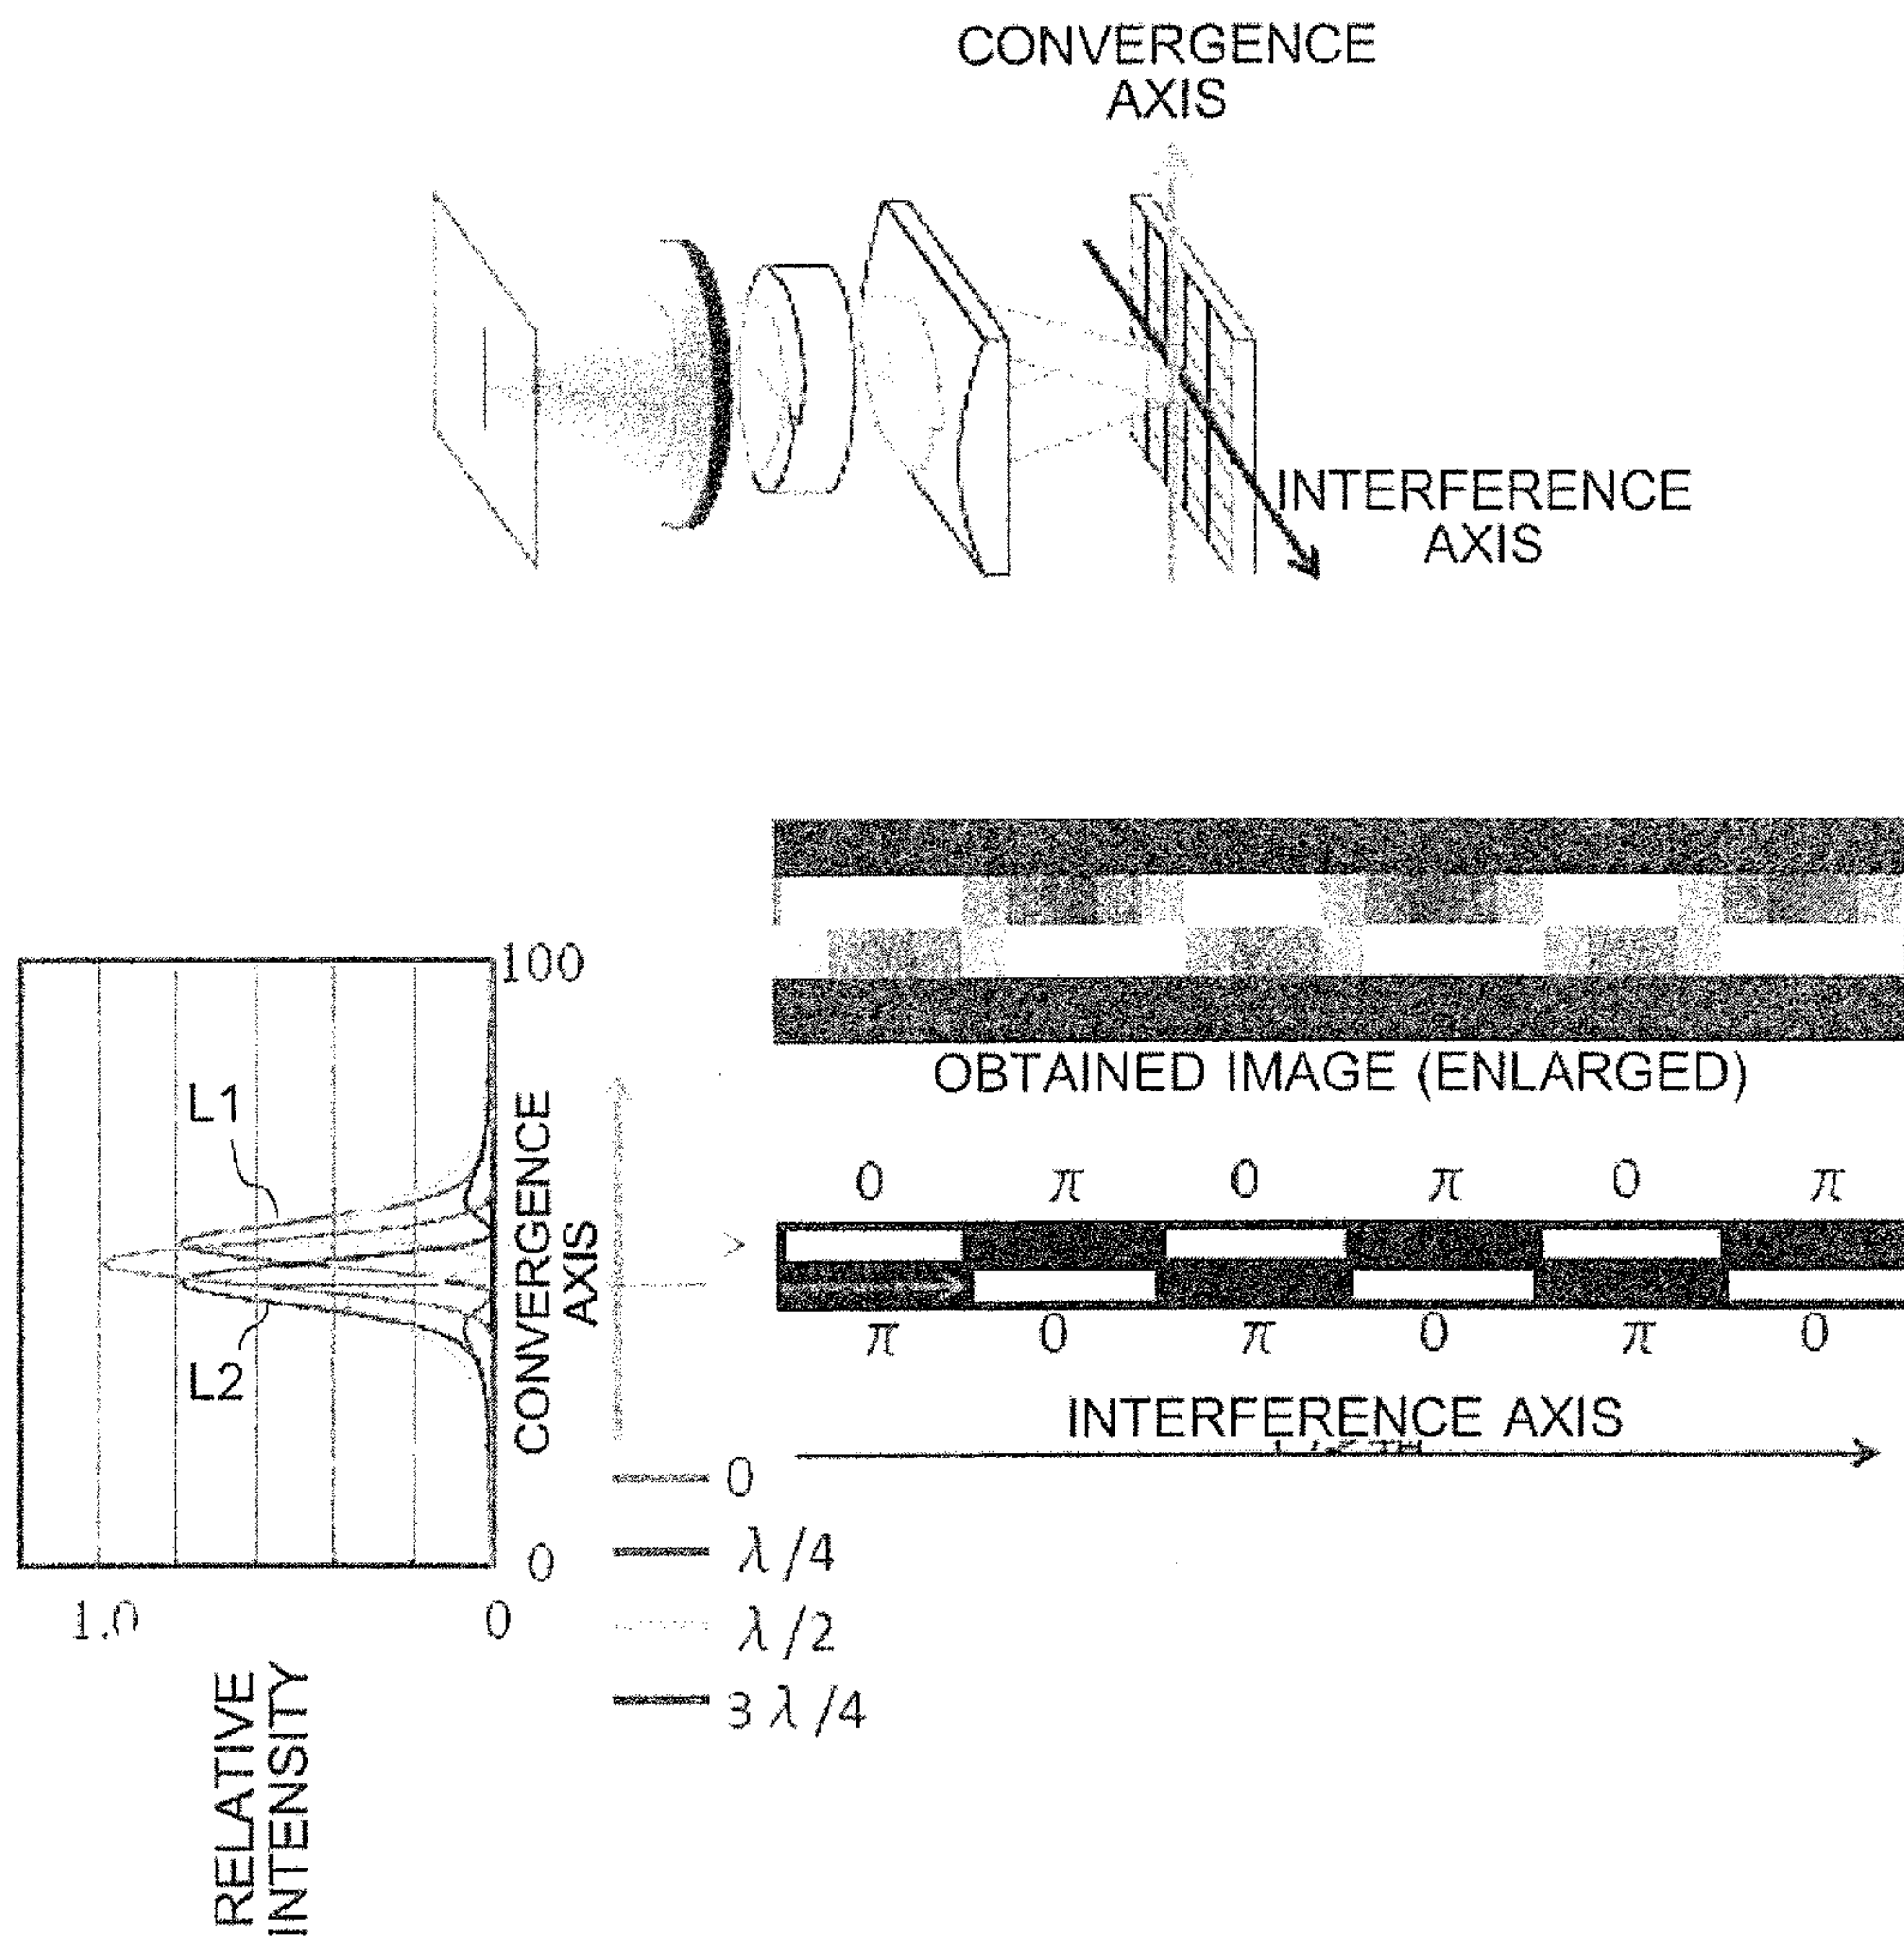 CONVERGENCE
AXIS
INTERFERENCE
AXIS
OBTAINED IMAGE (ENLARGED)
100
L1
L2
CONVERGENCE
AXIS
0
1.0
0
RELATIVE
INTENSITY
0 π 0 π 0 π
π 0 π 0 π 0
INTERFERENCE AXIS
0
λ/4
λ/2
3λ/4